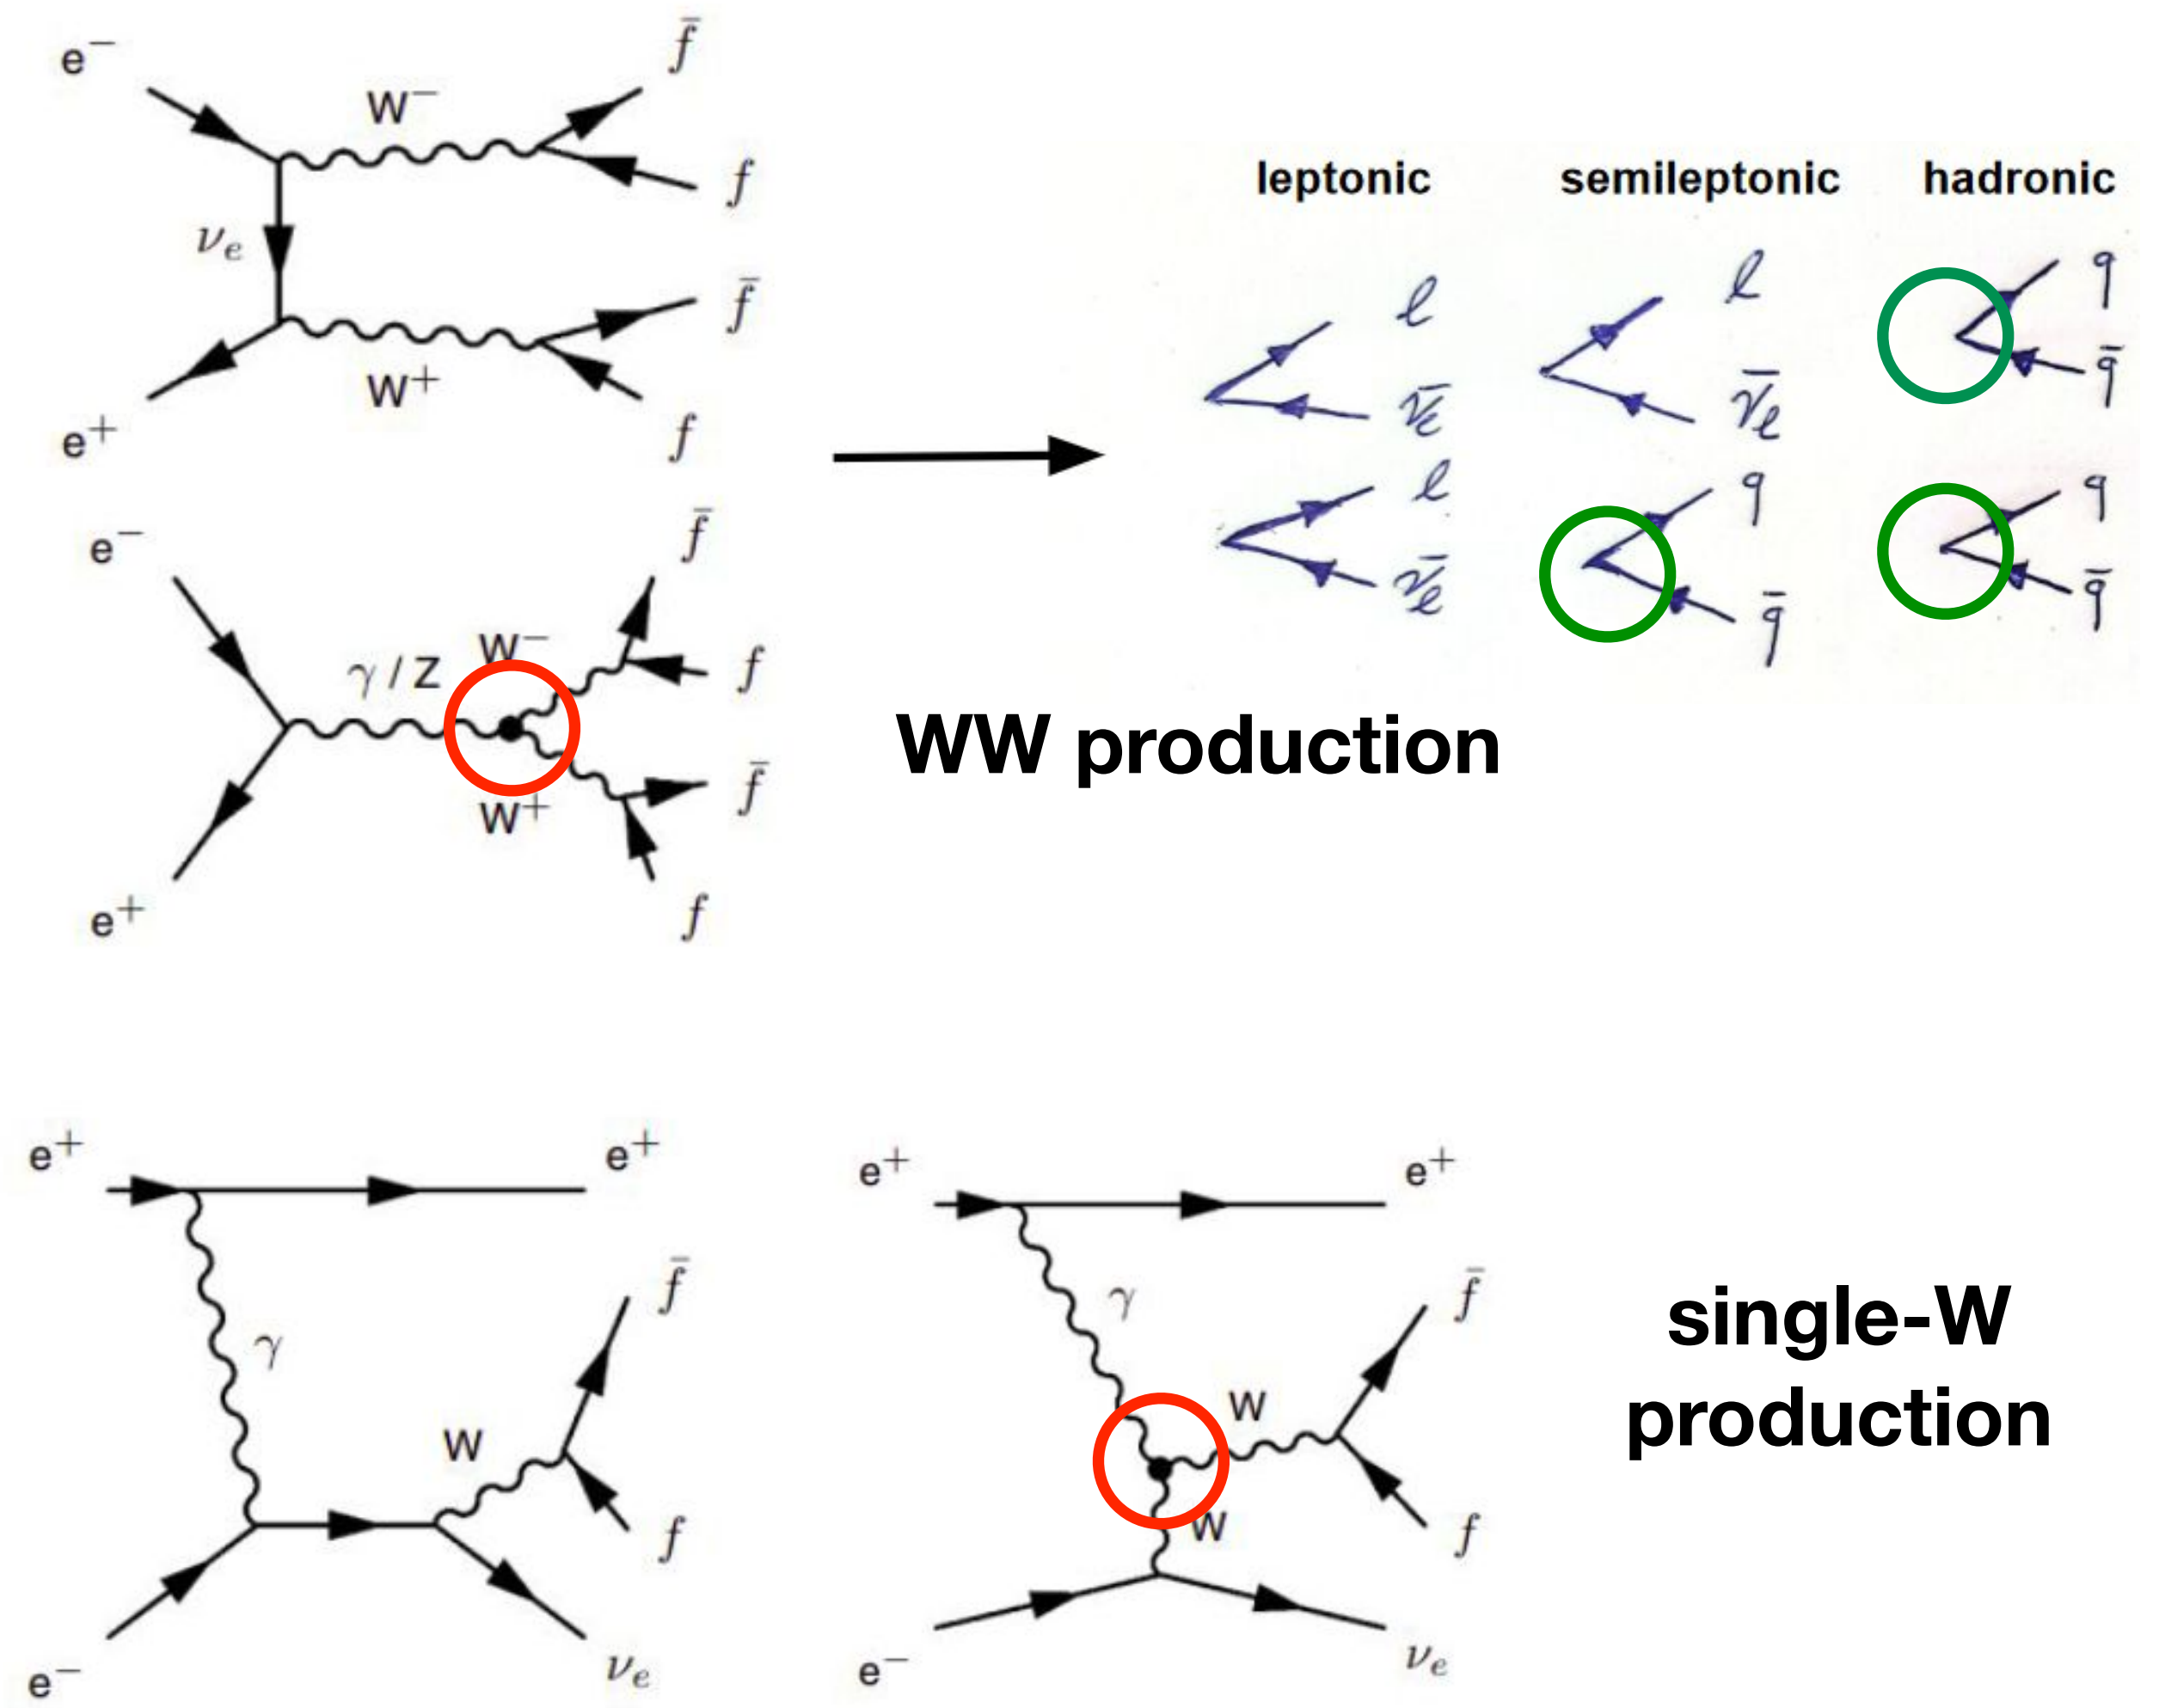 e⁻
W⁻
f̄
f
νₑ
f̄
W⁺
e⁺
f
leptonic semileptonic hadronic
ℓ
ν̄ₑ
ℓ
ν̄ₑ
ℓ
ν̄ₗ
q
q̄
q
q̄
q
q̄
e⁻
f̄
W⁻
γ / Z
f
f̄
W⁺
e⁺
f
WW production
e⁺
e⁺
f̄
γ
W
f
e⁻
νₑ
e⁺
e⁺
γ
f̄
W
W
f
e⁻
νₑ
single-W
production